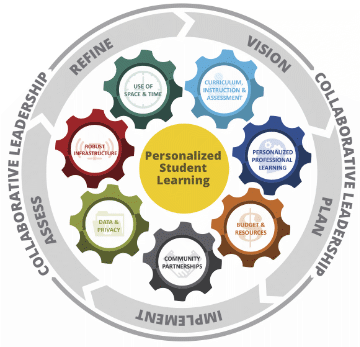 COLLABORATIVE LEADERSHIP
COLLABORATIVE LEADERSHIP
VISION
PLAN
IMPLEMENT
ASSESS
REFINE
Personalized
Student
Learning
CURRICULUM,
INSTRUCTION &
ASSESSMENT
PERSONALIZED
PROFESSIONAL
LEARNING
BUDGET &
RESOURCES
COMMUNITY
PARTNERSHIPS
DATA &
PRIVACY
ROBUST
INFRASTRUCTURE
USE OF
SPACE & TIME